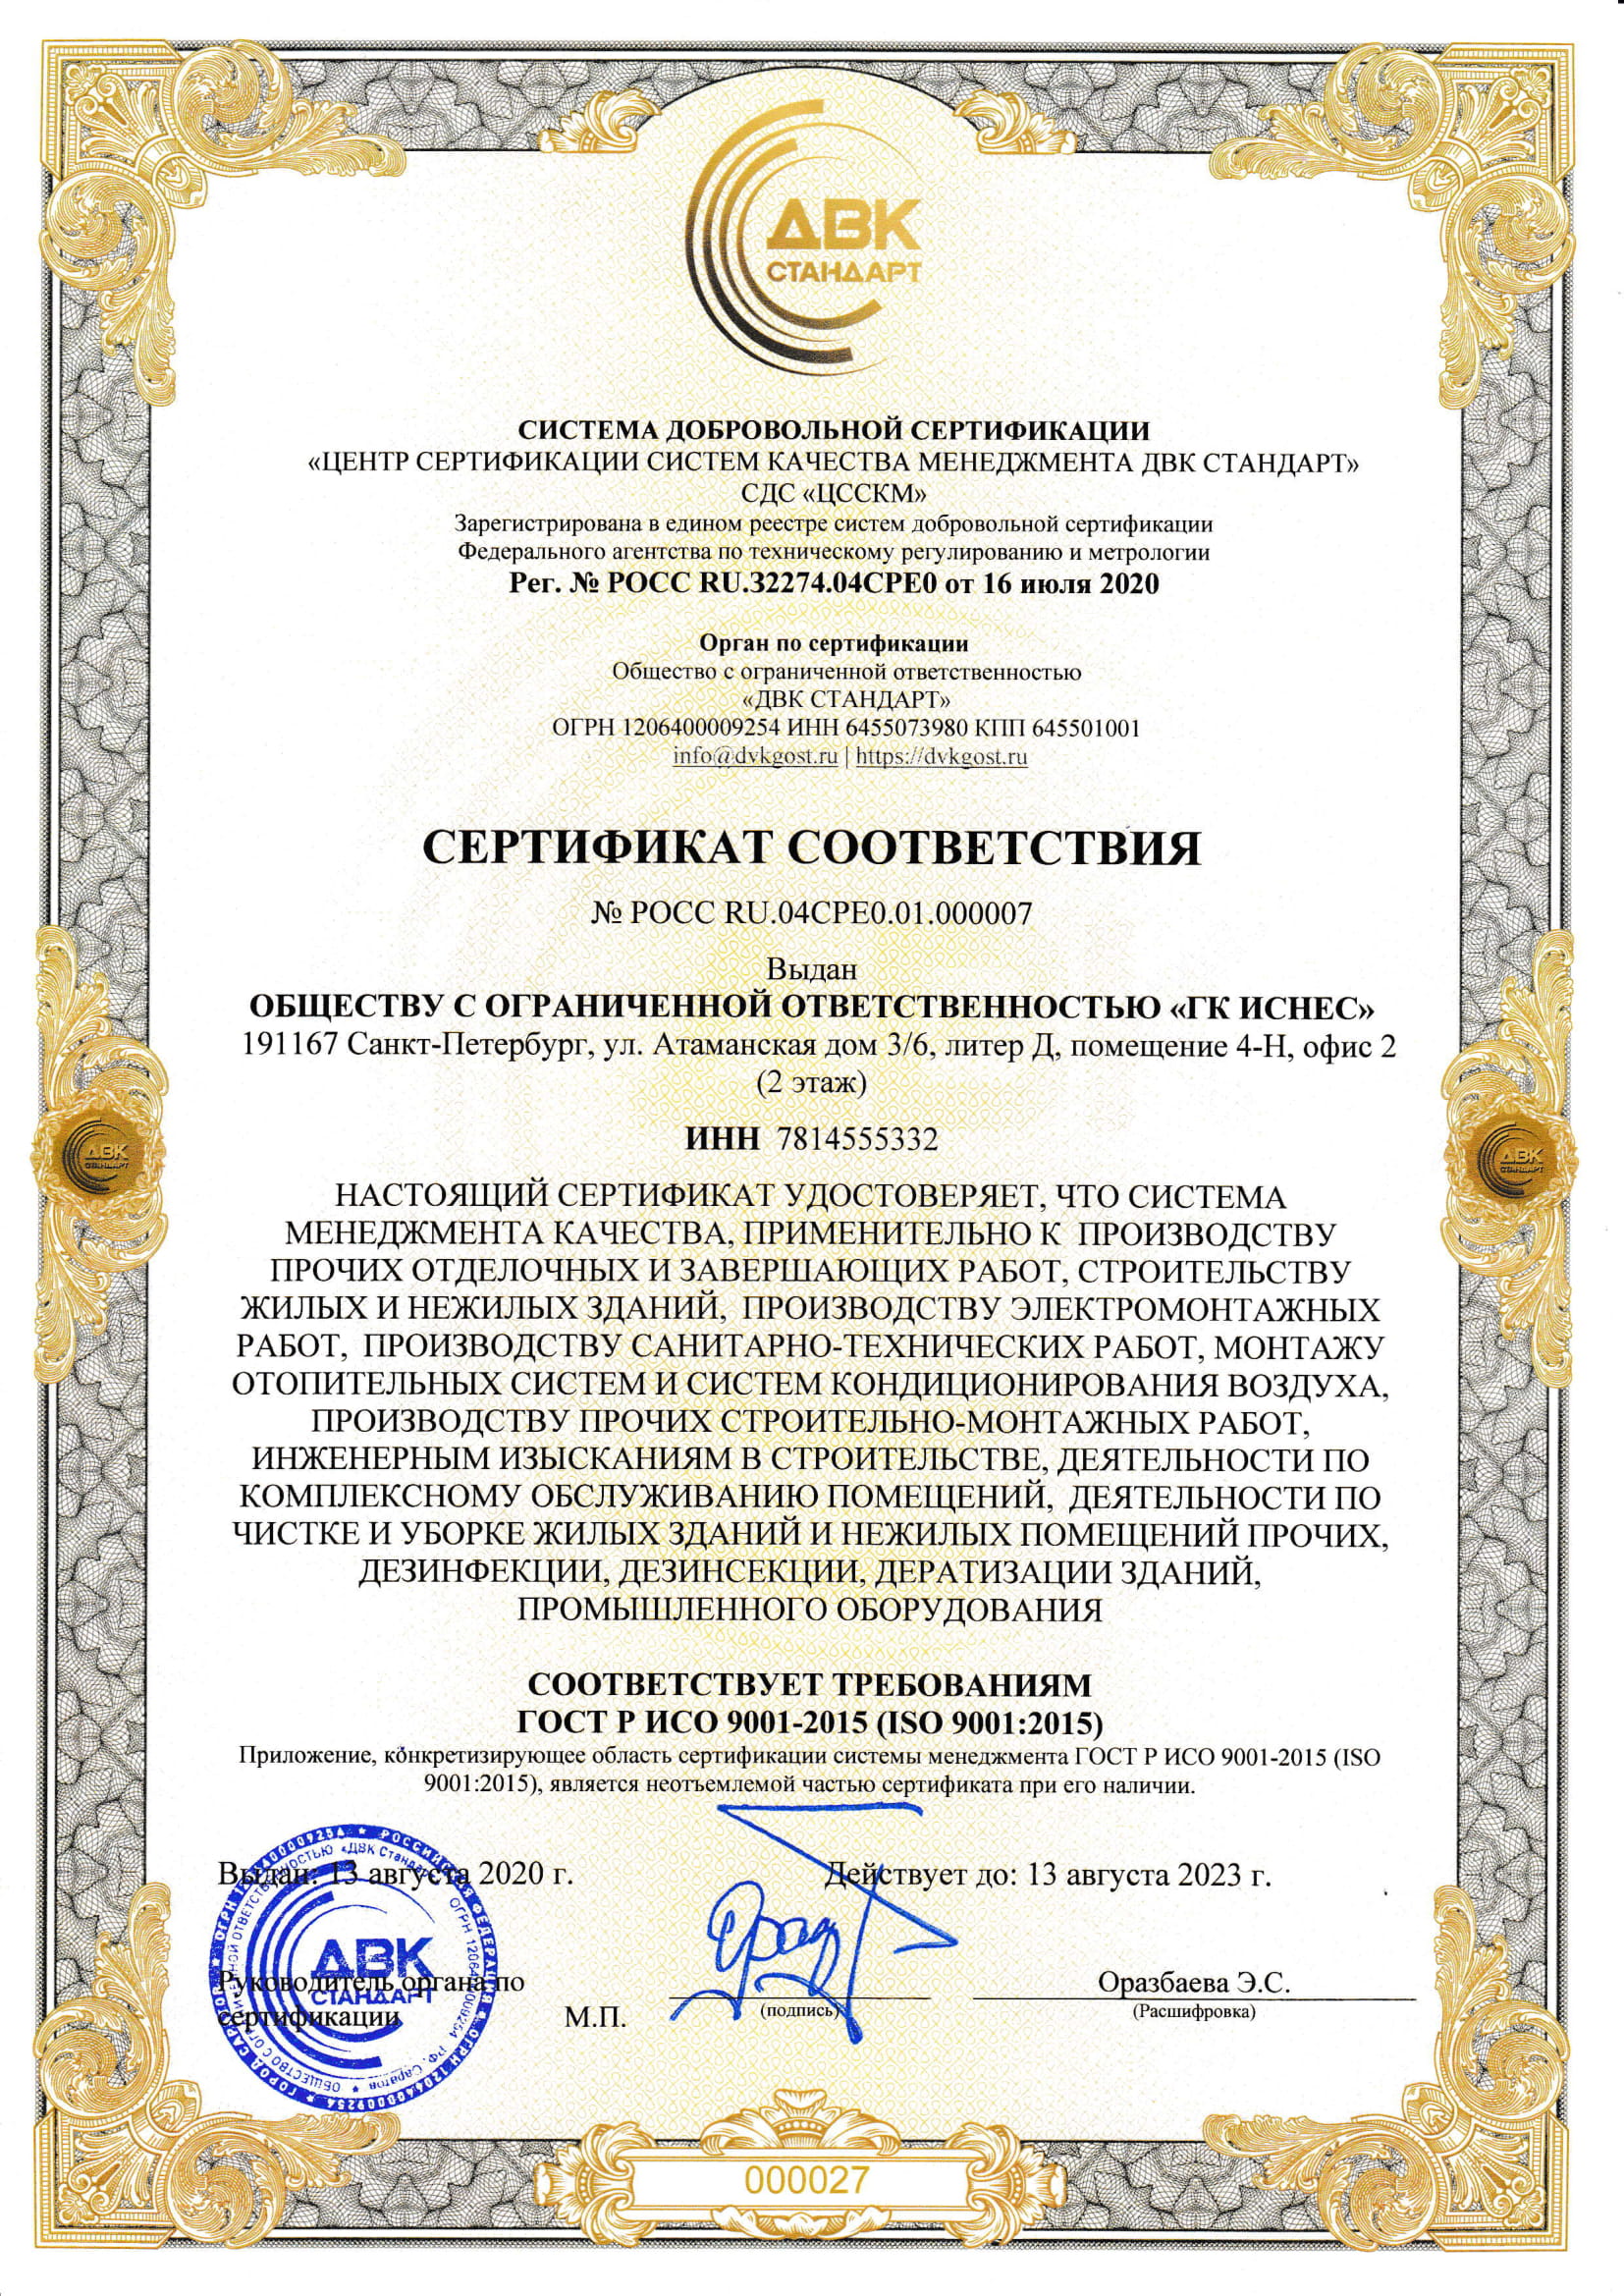 ДВК
СТАНДАРТ
СИСТЕМА ДОБРОВОЛЬНОЙ СЕРТИФИКАЦИИ
«ЦЕНТР СЕРТИФИКАЦИИ СИСТЕМ КАЧЕСТВА МЕНЕДЖМЕНТА ДВК СТАНДАРТ»
СДС «ЦССКМ»
Зарегистрирована в едином реестре систем добровольной сертификации
Федерального агентства по техническому регулированию и метрологии
Рег. № РОСС RU.32274.04СРЕ0 от 16 июля 2020
Орган по сертификации
Общество с ограниченной ответственностью
«ДВК СТАНДАРТ»
ОГРН 1206400009254 ИНН 6455073980 КПП 645501001
info@dvkgost.ru | https://dvkgost.ru
СЕРТИФИКАТ СООТВЕТСТВИЯ
№ РОСС RU.04СРЕ0.01.000007
Выдан
ОБЩЕСТВУ С ОГРАНИЧЕННОЙ ОТВЕТСТВЕННОСТЬЮ «ГК ИСНЕС»
191167 Санкт-Петербург, ул. Атаманская дом 3/6, литер Д, помещение 4-Н, офис 2
(2 этаж)
ИНН 7814555332
ДВК
СТАНДАРТ
ДВК
СТАНДАРТ
НАСТОЯЩИЙ СЕРТИФИКАТ УДОСТОВЕРЯЕТ, ЧТО СИСТЕМА
МЕНЕДЖМЕНТА КАЧЕСТВА, ПРИМЕНИТЕЛЬНО К ПРОИЗВОДСТВУ
ПРОЧИХ ОТДЕЛОЧНЫХ И ЗАВЕРШАЮЩИХ РАБОТ, СТРОИТЕЛЬСТВУ
ЖИЛЫХ И НЕЖИЛЫХ ЗДАНИЙ, ПРОИЗВОДСТВУ ЭЛЕКТРОМОНТАЖНЫХ
РАБОТ, ПРОИЗВОДСТВУ САНИТАРНО-ТЕХНИЧЕСКИХ РАБОТ, МОНТАЖУ
ОТОПИТЕЛЬНЫХ СИСТЕМ И СИСТЕМ КОНДИЦИОНИРОВАНИЯ ВОЗДУХА,
ПРОИЗВОДСТВУ ПРОЧИХ СТРОИТЕЛЬНО-МОНТАЖНЫХ РАБОТ,
ИНЖЕНЕРНЫМ ИЗЫСКАНИЯМ В СТРОИТЕЛЬСТВЕ, ДЕЯТЕЛЬНОСТИ ПО
КОМПЛЕКСНОМУ ОБСЛУЖИВАНИЮ ПОМЕЩЕНИЙ, ДЕЯТЕЛЬНОСТИ ПО
ЧИСТКЕ И УБОРКЕ ЖИЛЫХ ЗДАНИЙ И НЕЖИЛЫХ ПОМЕЩЕНИЙ ПРОЧИХ,
ДЕЗИНФЕКЦИИ, ДЕЗИНСЕКЦИИ, ДЕРАТИЗАЦИИ ЗДАНИЙ,
ПРОМЫШЛЕННОГО ОБОРУДОВАНИЯ
СООТВЕТСТВУЕТ ТРЕБОВАНИЯМ
ГОСТ Р ИСО 9001-2015 (ISO 9001:2015)
Приложение, конкретизирующее область сертификации системы менеджмента ГОСТ Р ИСО 9001-2015 (ISO
9001:2015), является неотъемлемой частью сертификата при его наличии.
Выдан: 13 августа 2020 г.
Действует до: 13 августа 2023 г.
Руководитель органа по
сертификации
М.П.
(подпись)
Оразбаева Э.С.
(Расшифровка)
ДВК
СТАНДАРТ
РОССИЙСКАЯ ФЕДЕРАЦИЯ ★ ОГРН 1206400009254 ★ ГОРОД САРАТОВ ★
000027